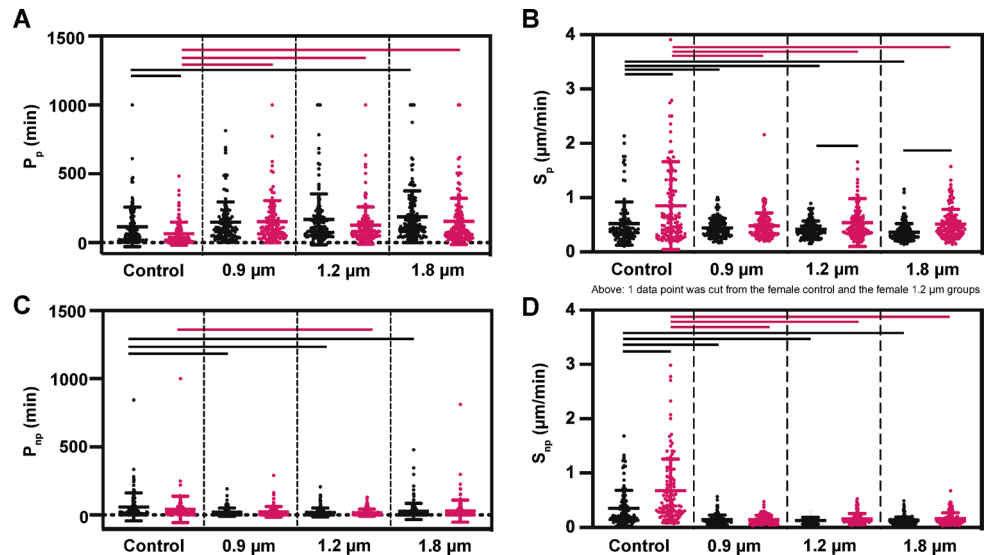 A
1500
1000
500
0
Pp (min)
Control
0.9 µm
1.2 µm
1.8 µm
B
4
3
2
1
0
Sp (µm/min)
Control
0.9 µm
1.2 µm
1.8 µm
Above: 1 data point was cut from the female control and the female 1.2 µm groups
C
1500
1000
500
0
Pnp (min)
Control
0.9 µm
1.2 µm
1.8 µm
D
4
3
2
1
0
Snp (µm/min)
Control
0.9 µm
1.2 µm
1.8 µm